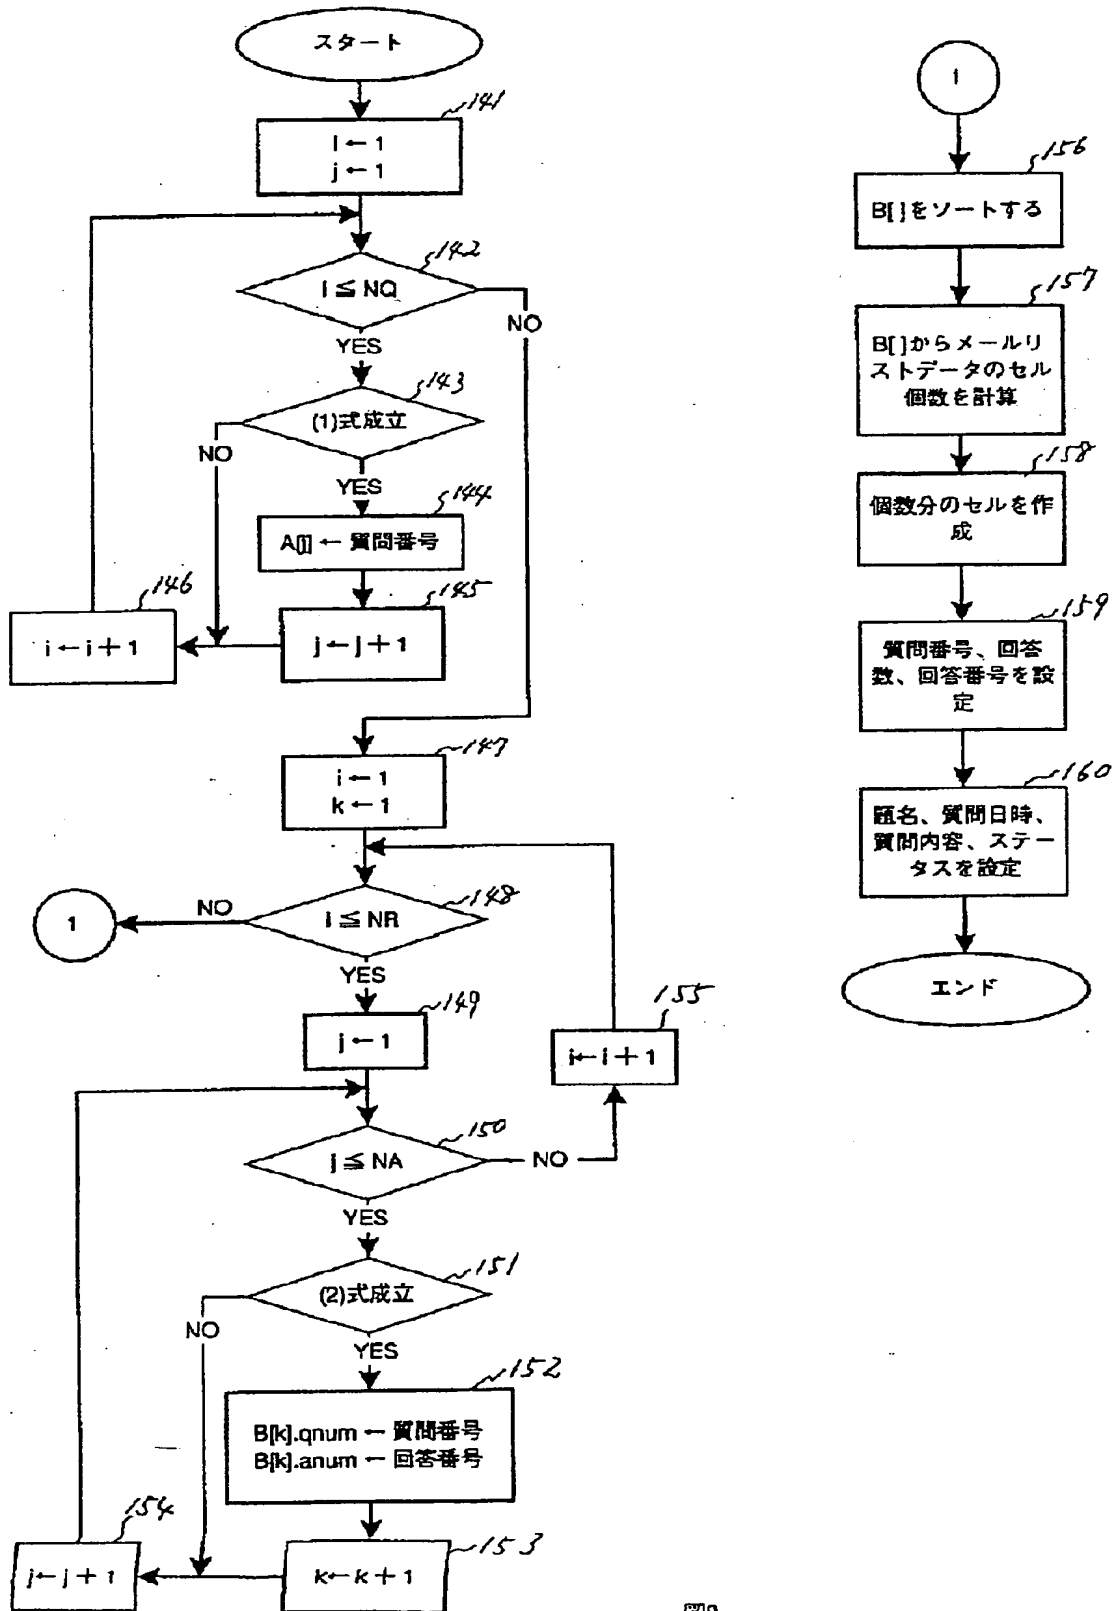 スタート
141
i ← 1
j ← 1
142
i ≦ NQ
NO
YES
143
(1)式成立
NO
YES
144
A[j] ← 質問番号
145
j ← j + 1
146
i ← i + 1
147
i ← 1
k ← 1
148
i ≦ NR
NO
1
YES
149
j ← 1
155
i ← i + 1
150
j ≦ NA
NO
YES
151
(2)式成立
NO
YES
152
B[k].qnum ← 質問番号
B[k].anum ← 回答番号
153
k ← k + 1
154
j ← j + 1
1
156
B[ ]をソートする
157
B[ ]からメールリ
ストデータのセル
個数を計算
158
個数分のセルを作
成
159
質問番号、回答
数、回答番号を設
定
160
題名、質問日時、
質問内容、ステー
タスを設定
エンド